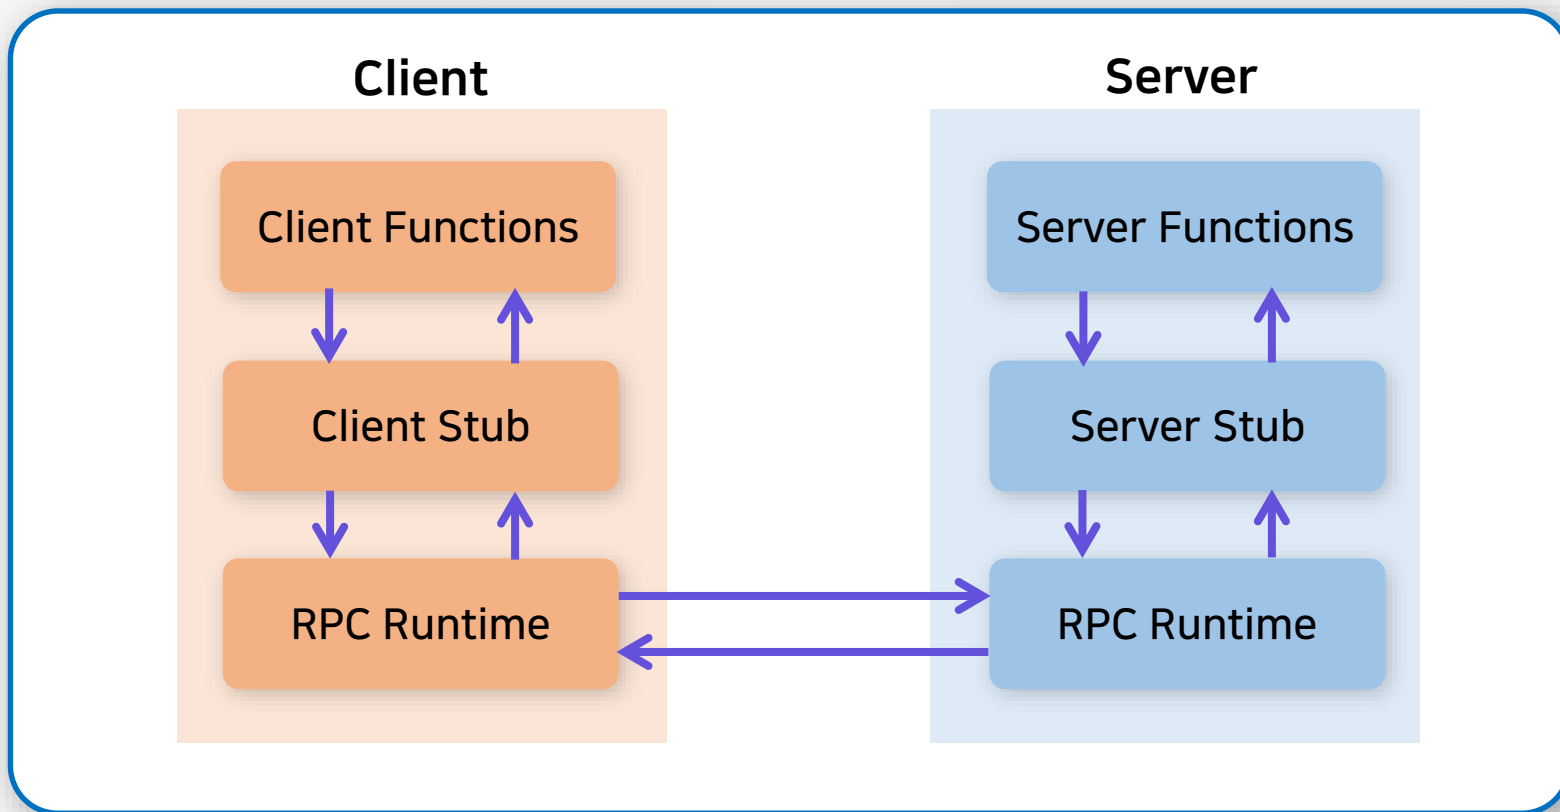 Client
Client Functions
Client Stub
RPC Runtime
Server
Server Functions
Server Stub
RPC Runtime